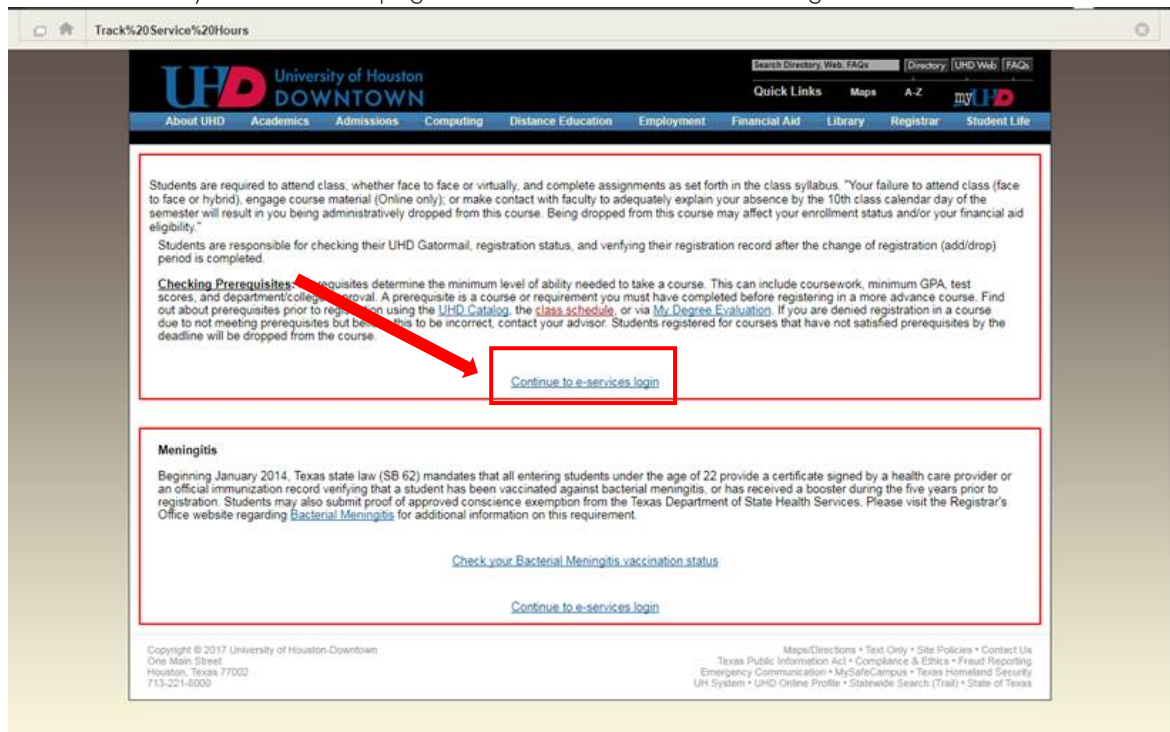 Track%20Service%20Hours
UHD University of Houston
DOWNTOWN
Search Directory, Web, FAQs Directory UHD Web FAQs
Quick Links Maps A-Z myUHD
About UHD Academics Admissions Computing Distance Education Employment Financial Aid Library Registrar Student Life
Students are required to attend class, whether face to face or virtually, and complete assignments as set forth in the class syllabus. "Your failure to attend class (face
to face or hybrid), engage course material (Online only); or make contact with faculty to adequately explain your absence by the 10th class calendar day of the
semester will result in you being administratively dropped from this course. Being dropped from this course may affect your enrollment status and/or your financial aid
eligibility."
Students are responsible for checking their UHD Gatormail, registration status, and verifying their registration record after the change of registration (add/drop)
period is completed.
Checking Prerequisites: determine the minimum level of ability needed to take a course. This can include coursework, minimum GPA, test
scores, and department/college approval. A prerequisite is a course or requirement you must have completed before registering in a more advance course. Find
out about prerequisites prior to registration using the UHD Catalog, the class schedule, or via My Degree Evaluation. If you are denied registration in a course
due to not meeting prerequisites but this to be incorrect, contact your advisor. Students registered for courses that have not satisfied prerequisites by the
deadline will be dropped from the course.
Continue to e-services login
Meningitis
Beginning January 2014, Texas state law (SB 62) mandates that all entering students under the age of 22 provide a certificate signed by a health care provider or
an official immunization record verifying that a student has been vaccinated against bacterial meningitis, or has received a booster during the five years prior to
registration. Students may also submit proof of approved conscience exemption from the Texas Department of State Health Services. Please visit the Registrar's
Office website regarding Bacterial Meningitis for additional information on this requirement.
Check your Bacterial Meningitis vaccination status
Continue to e-services login
Copyright © 2017 University of Houston-Downtown
One Main Street
Houston, Texas 77002
713-221-8000
Maps/Directions • Text Only • Site Policies • Contact Us
Texas Public Information Act • Compliance & Ethics • Fraud Reporting
Emergency Communication • MySafeCampus • Texas Homeland Security
UH System • UHD Online Profile • Statewide Search (Trail) • State of Texas